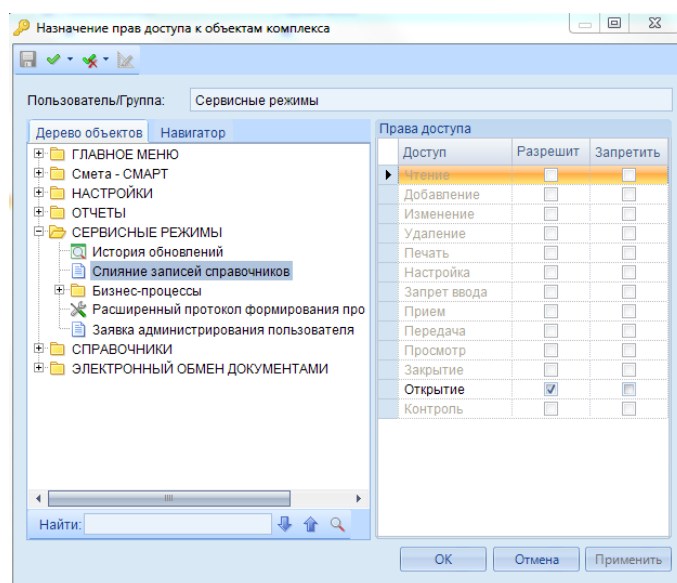 Назначение прав доступа к объектам комплекса
Пользователь/Группа: Сервисные режимы
Дерево объектов Навигатор
ГЛАВНОЕ МЕНЮ
Смета - СМАРТ
НАСТРОЙКИ
ОТЧЕТЫ
СЕРВИСНЫЕ РЕЖИМЫ
История обновлений
Слияние записей справочников
Бизнес-процессы
Расширенный протокол формирования про
Заявка администрирования пользователя
СПРАВОЧНИКИ
ЭЛЕКТРОННЫЙ ОБМЕН ДОКУМЕНТАМИ
Найти:
Права доступа
Доступ Разрешит Запретить
Чтение
Добавление
Изменение
Удаление
Печать
Настройка
Запрет ввода
Прием
Передача
Просмотр
Закрытие
Открытие
Контроль
ОК Отмена Применить